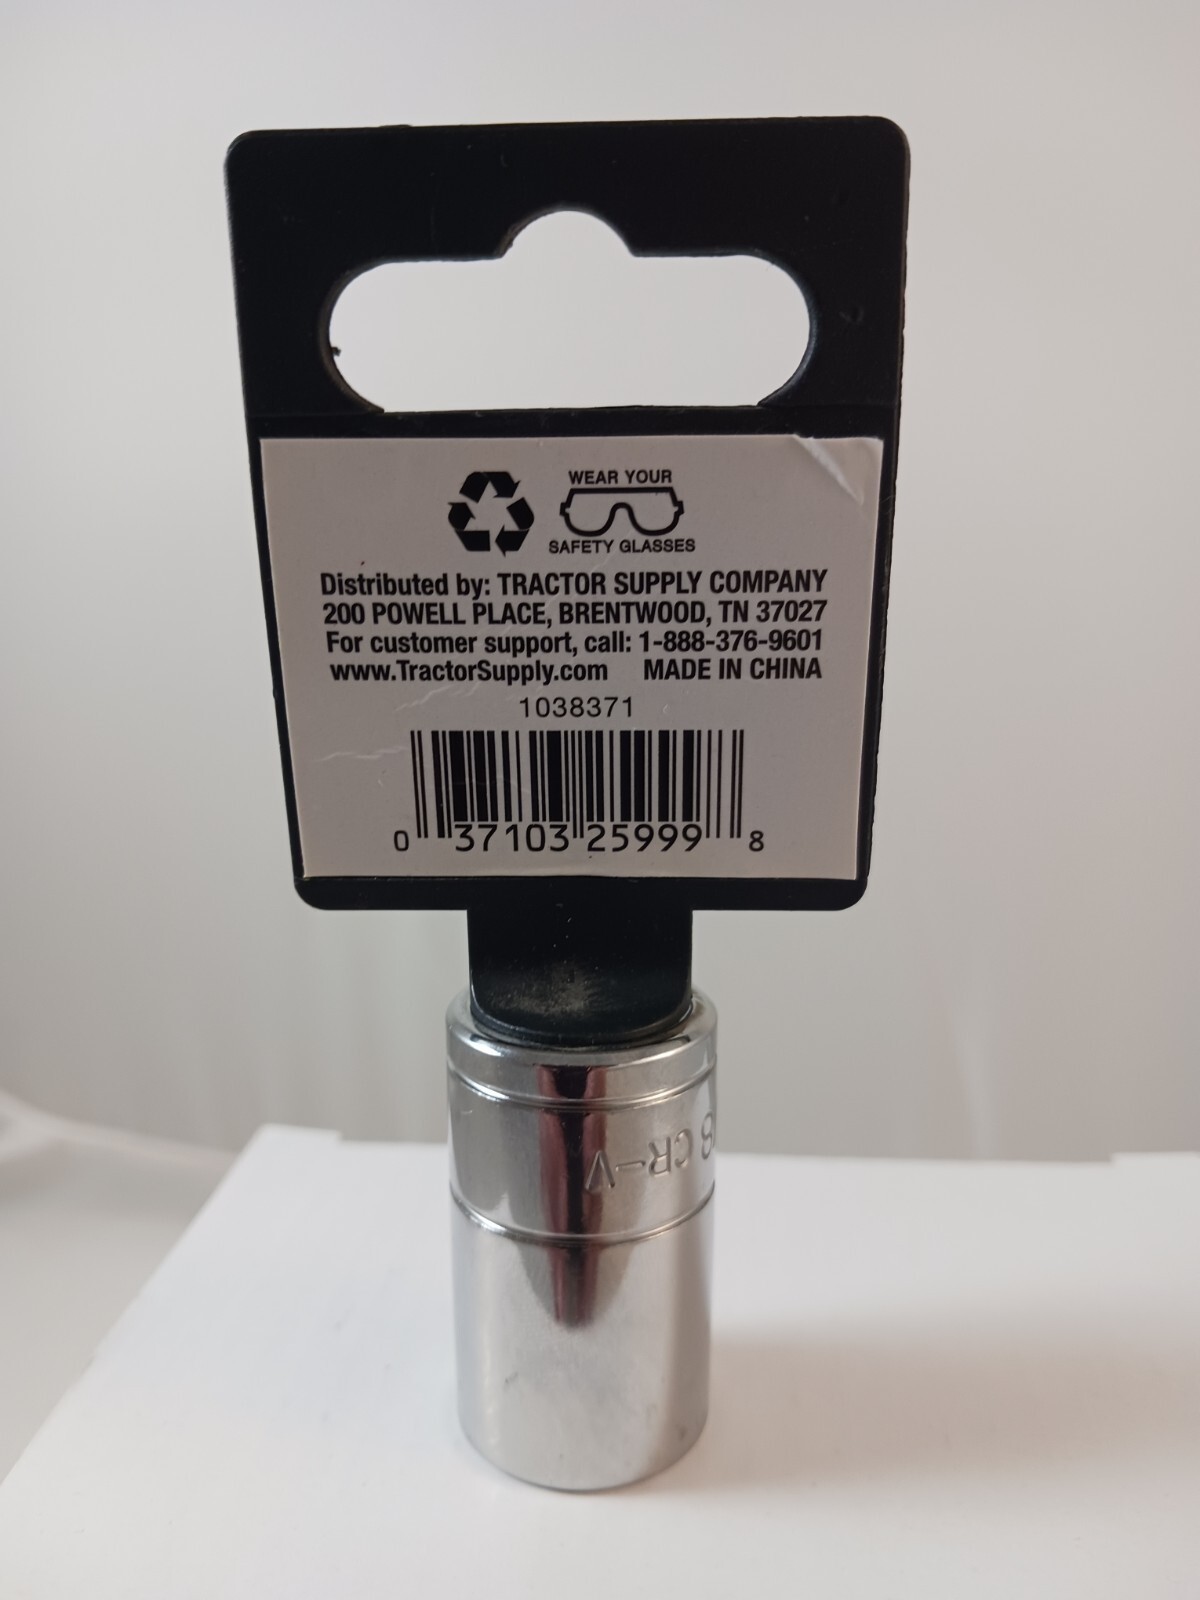 WEAR YOUR
SAFETY GLASSES
Distributed by: TRACTOR SUPPLY COMPANY
200 POWELL PLACE, BRENTWOOD, TN 37027
For customer support, call: 1-888-376-9601
www.TractorSupply.com MADE IN CHINA
1038371
0 37103 25999 8
CR-V